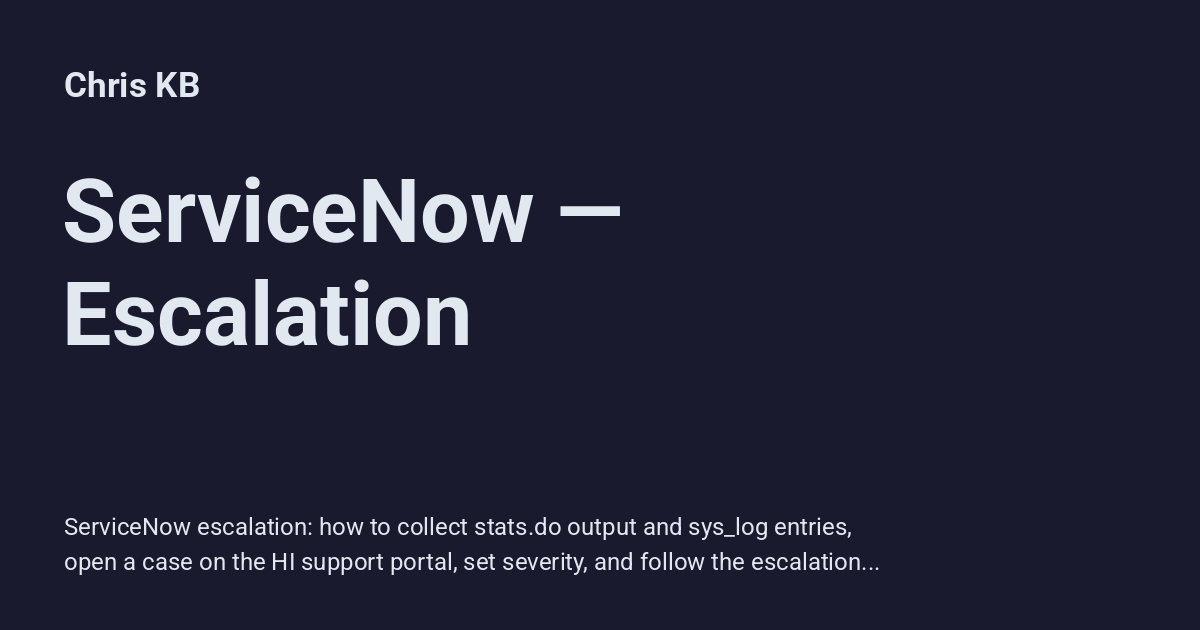 Chris KB
ServiceNow —
Escalation
ServiceNow escalation: how to collect stats.do output and sys_log entries,
open a case on the HI support portal, set severity, and follow the escalation...